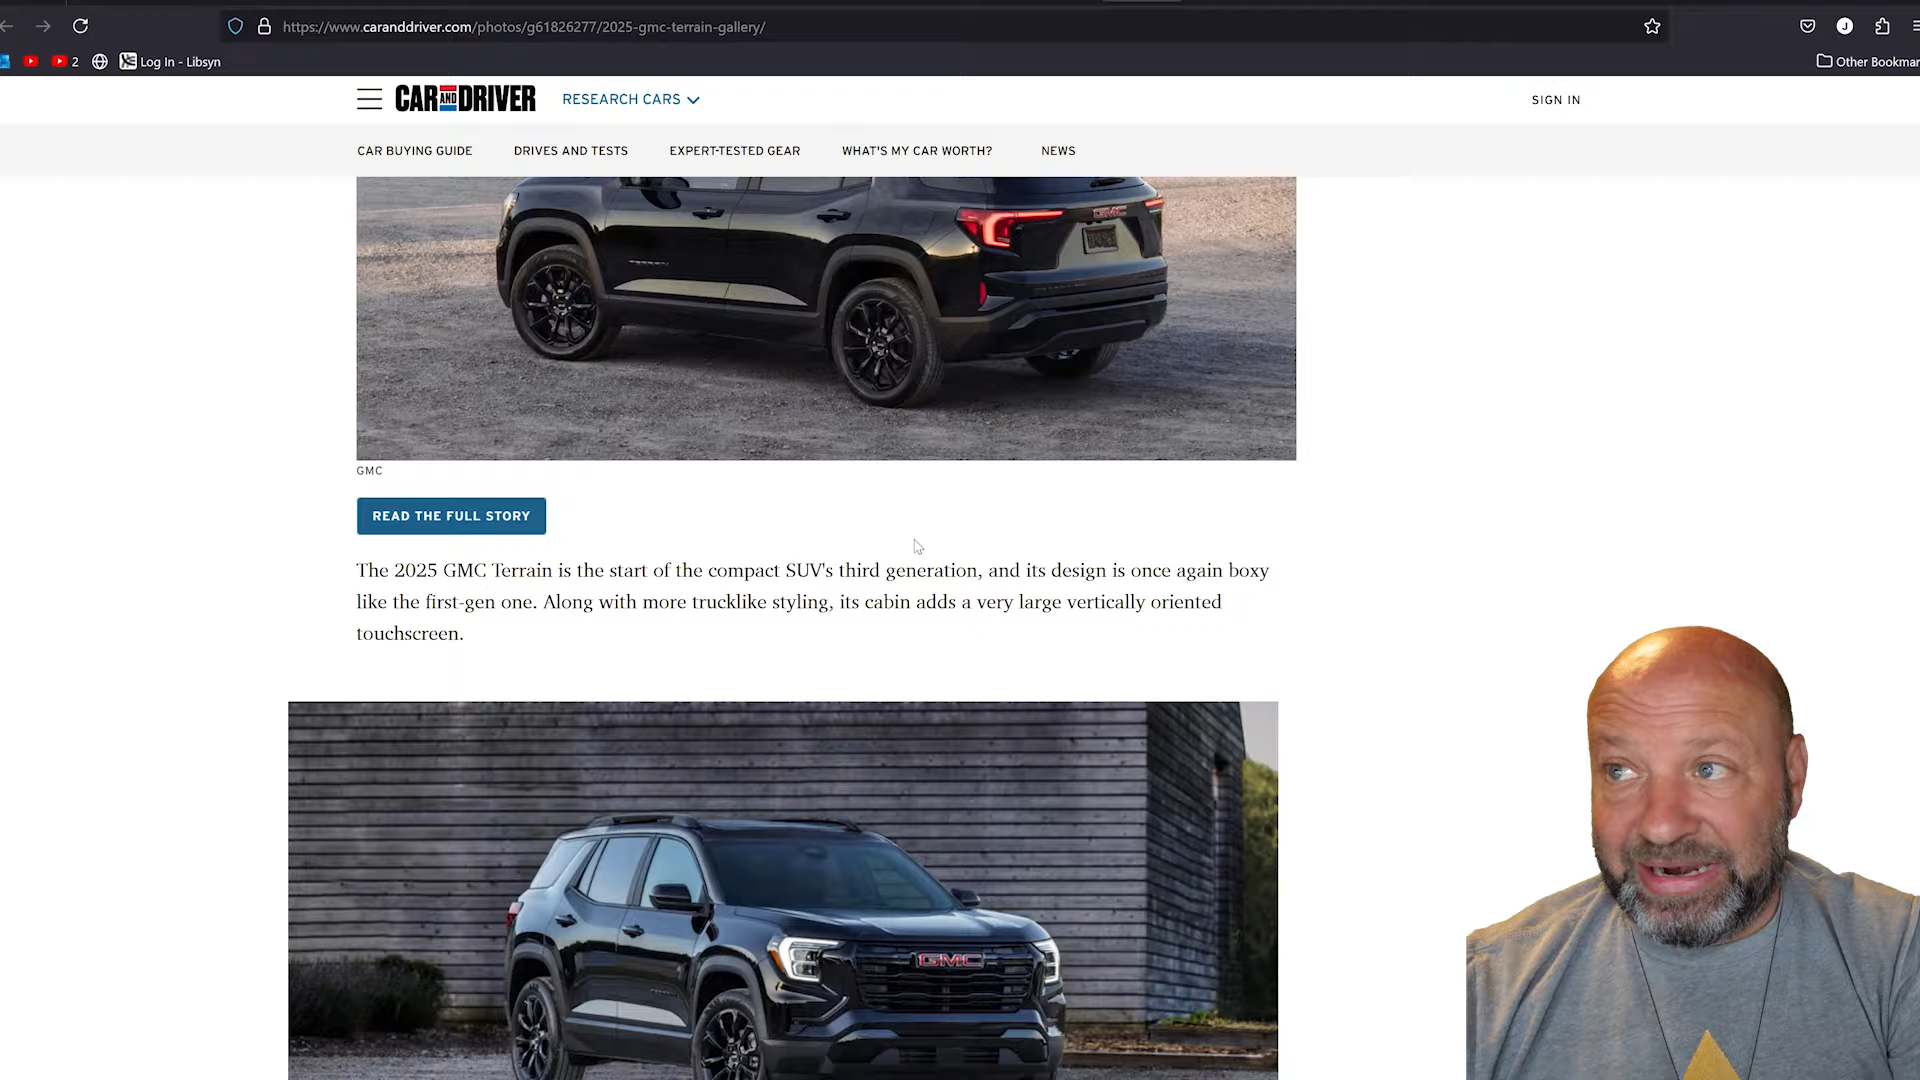 https://www.caranddriver.com/photos/g61826277/2025-gmc-terrain-gallery/
2
Log In - Libsyn
Other Bookmar
CAR AND DRIVER
RESEARCH CARS
SIGN IN
CAR BUYING GUIDE
DRIVES AND TESTS
EXPERT-TESTED GEAR
WHAT'S MY CAR WORTH?
NEWS
GMC
TERRAIN
GMC
READ THE FULL STORY
The 2025 GMC Terrain is the start of the compact SUV's third generation, and its design is once again boxy
like the first-gen one. Along with more trucklike styling, its cabin adds a very large vertically oriented
touchscreen.
GMC